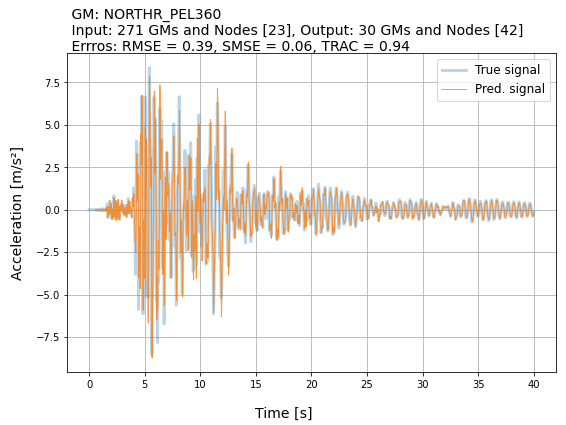 GM: NORTHR_PEL360
Input: 271 GMs and Nodes [23], Output: 30 GMs and Nodes [42]
Errros: RMSE = 0.39, SMSE = 0.06, TRAC = 0.94
True signal
Pred. signal
Acceleration [m/s²]
7.5
5.0
2.5
0.0
−2.5
−5.0
−7.5
0 5 10 15 20 25 30 35 40
Time [s]